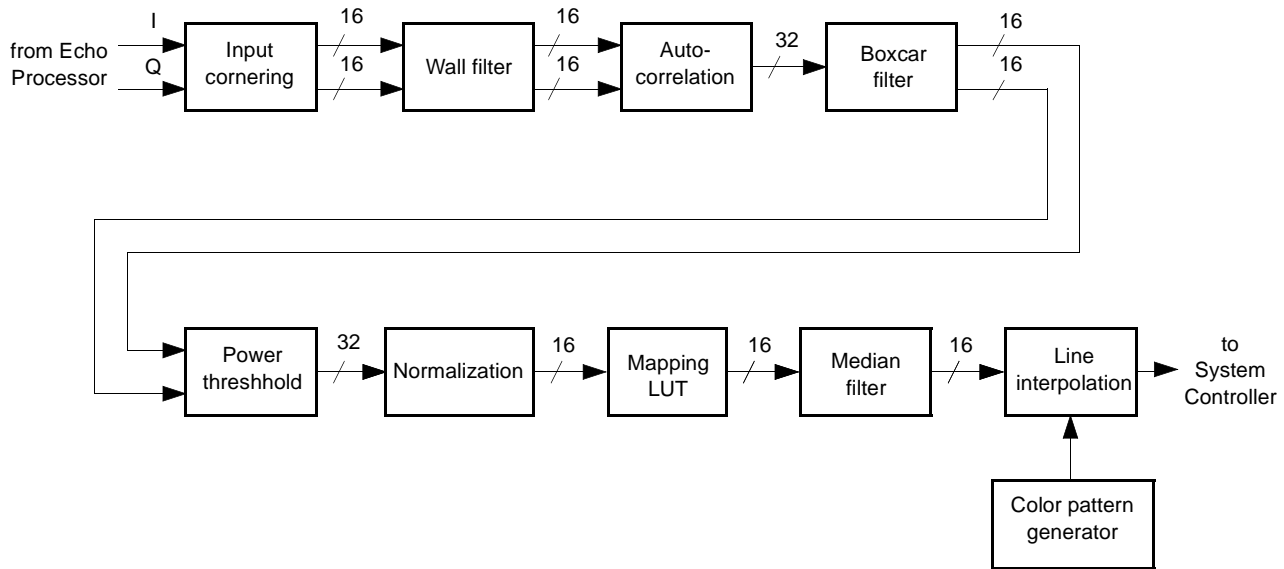 I
from Echo
Processor
Q
Input
cornering
16
16
Wall filter
16
16
Auto-
correlation
32
Boxcar
filter
16
16
Power
threshhold
32
Normalization
16
Mapping
LUT
16
Median
filter
16
Line
interpolation
to
System
Controller
Color pattern
generator